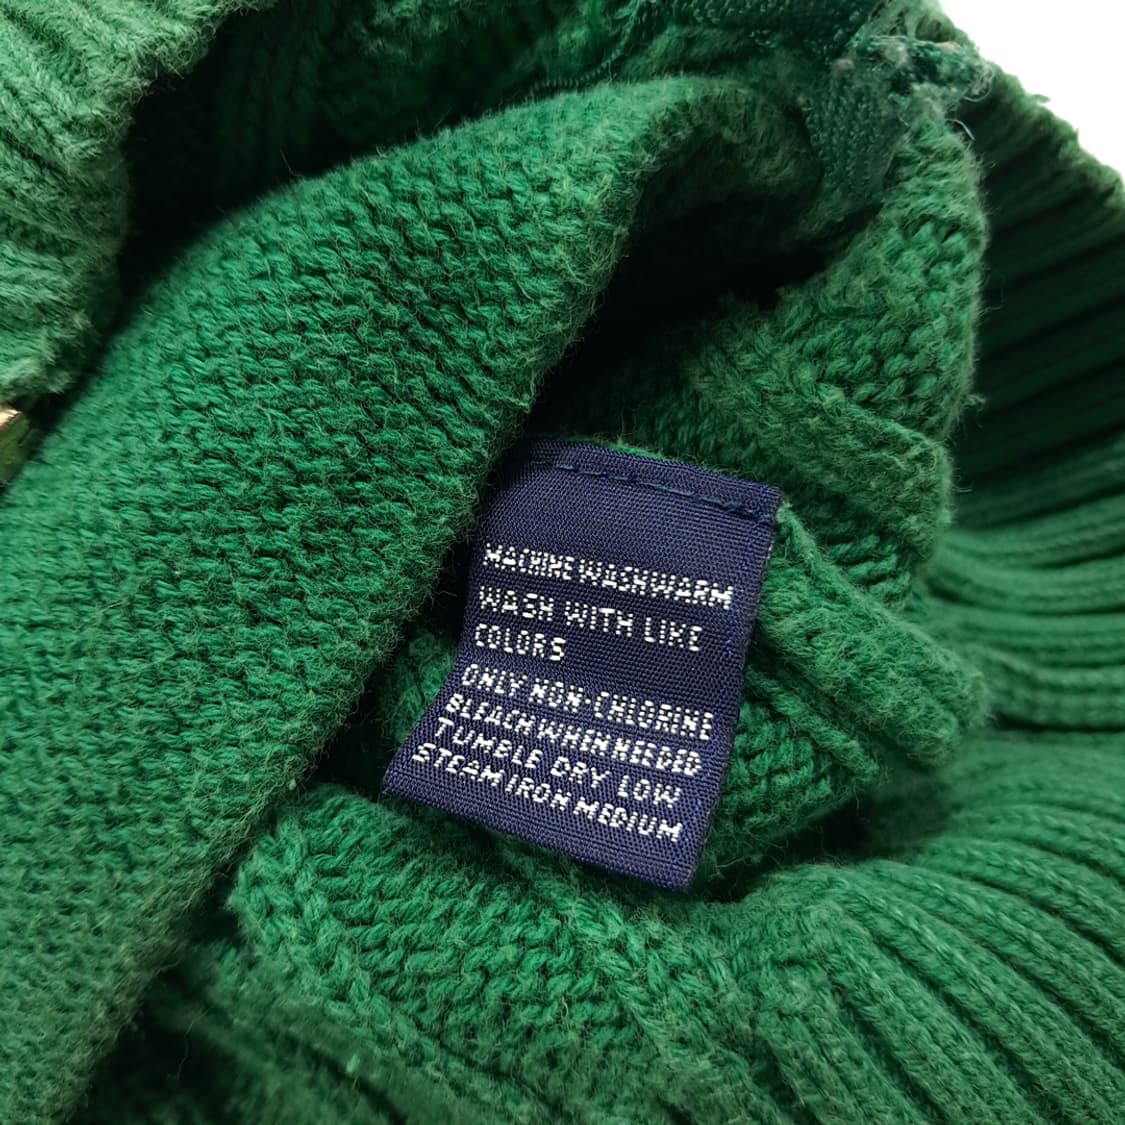 MACHINE WASH WARM
WASH WITH LIKE
COLORS
ONLY NON-CHLORINE
BLEACH WHEN NEEDED
TUMBLE DRY LOW
STEAM IRON MEDIUM